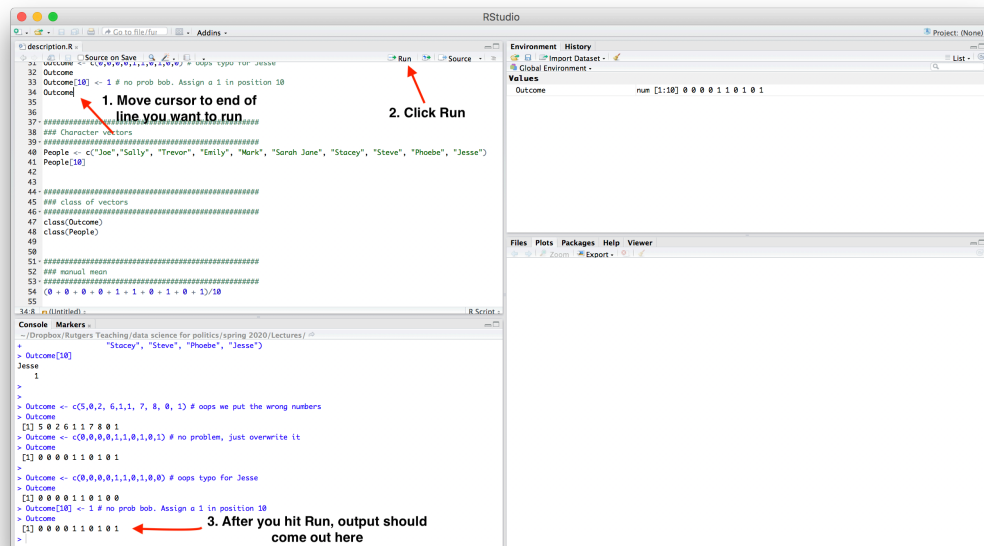 RStudio
Go to file/fur
Addins
Project: (None)
description.R ×
Source on Save
Run
Source
31 Outcome <- c(0,0,0,0,1,1,0,1,0,0) # oops typo for Jesse
32 Outcome
33 Outcome[10] <- 1 # no prob bob. Assign a 1 in position 10
34 Outcome
35
36
37 ##################################################
38 ### Character vectors
39 ##################################################
40 People <- c("Joe","Sally", "Trevor", "Emily", "Mark", "Sarah Jane", "Stacey", "Steve", "Phoebe", "Jesse")
41 People[10]
42
43
44 ##################################################
45 ### class of vectors
46 ##################################################
47 class(Outcome)
48 class(People)
49
50
51 ##################################################
52 ### manual mean
53 ##################################################
54 (0 + 0 + 0 + 0 + 1 + 1 + 0 + 1 + 0 + 1)/10
55
34:8 (Untitled)
R Script
1. Move cursor to end of
line you want to run
2. Click Run
Console Markers ×
~/Dropbox/Rutgers Teaching/data science for politics/spring 2020/Lectures/
+ "Stacey", "Steve", "Phoebe", "Jesse")
> Outcome[10]
Jesse
1
>
>
> Outcome <- c(5,0,2, 6,1,1, 7, 8, 0, 1) # oops we put the wrong numbers
> Outcome
[1] 5 0 2 6 1 1 7 8 0 1
> Outcome <- c(0,0,0,0,1,1,0,1,0,1) # no problem, just overwrite it
> Outcome
[1] 0 0 0 0 1 1 0 1 0 1
>
> Outcome <- c(0,0,0,0,1,1,0,1,0,0) # oops typo for Jesse
> Outcome
[1] 0 0 0 0 1 1 0 1 0 0
> Outcome[10] <- 1 # no prob bob. Assign a 1 in position 10
> Outcome
[1] 0 0 0 0 1 1 0 1 0 1
>
3. After you hit Run, output should
come out here
Environment History
Import Dataset
List
Global Environment
Values
Outcome num [1:10] 0 0 0 0 1 1 0 1 0 1
Files Plots Packages Help Viewer
Zoom Export